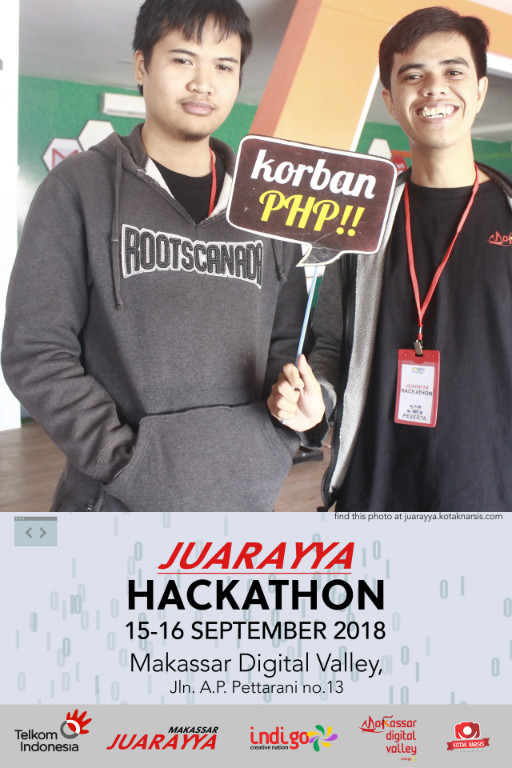 korban
PHP!!
ROOTSCANADA
JUARAYYA
HACKATHON
PESERTA
find this photo at juarayya.kotaknarsis.com
< >
JUARAYYA
HACKATHON
15-16 SEPTEMBER 2018
Makassar Digital Valley,
Jln. A.P. Pettarani no.13
Telkom
Indonesia
MAKASSAR
JUARAYYA
indigo
creative nation
Makassar
digital
valley
indigo
KOTAK NARSIS